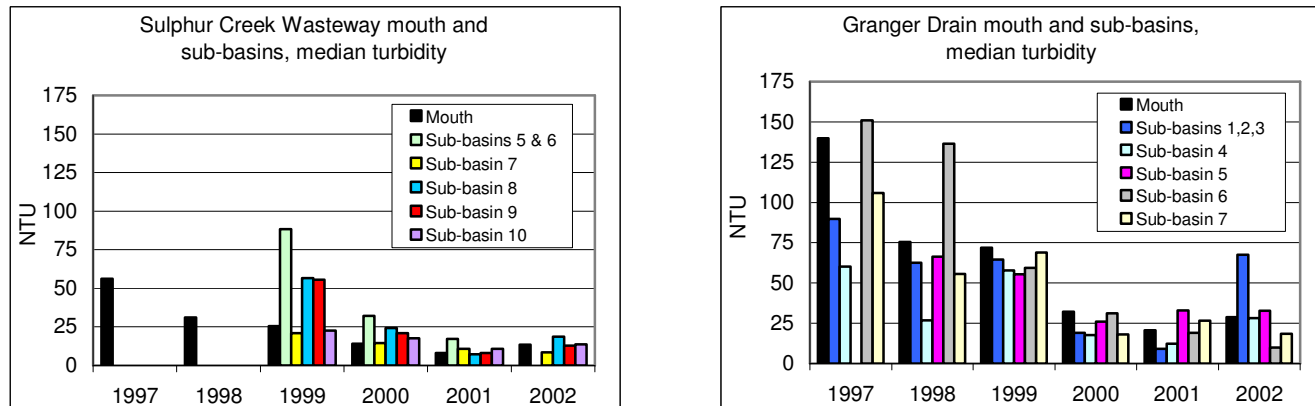 Sulphur Creek Wasteway mouth and
sub-basins, median turbidity
175
150
125
100
75
50
25
0
NTU
Mouth
Sub-basins 5 & 6
Sub-basin 7
Sub-basin 8
Sub-basin 9
Sub-basin 10
1997 1998 1999 2000 2001 2002
Granger Drain mouth and sub-basins,
median turbidity
175
150
125
100
75
50
25
0
NTU
Mouth
Sub-basins 1,2,3
Sub-basin 4
Sub-basin 5
Sub-basin 6
Sub-basin 7
1997 1998 1999 2000 2001 2002